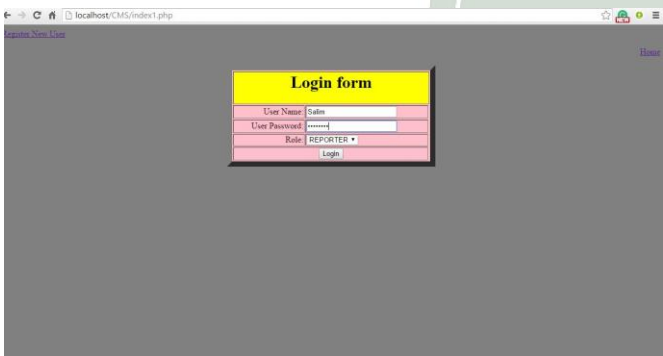 localhost/CMS/index1.php
Register New User
Home
Login form
User Name: Salim
User Password: ••••••••
Role: REPORTER
Login